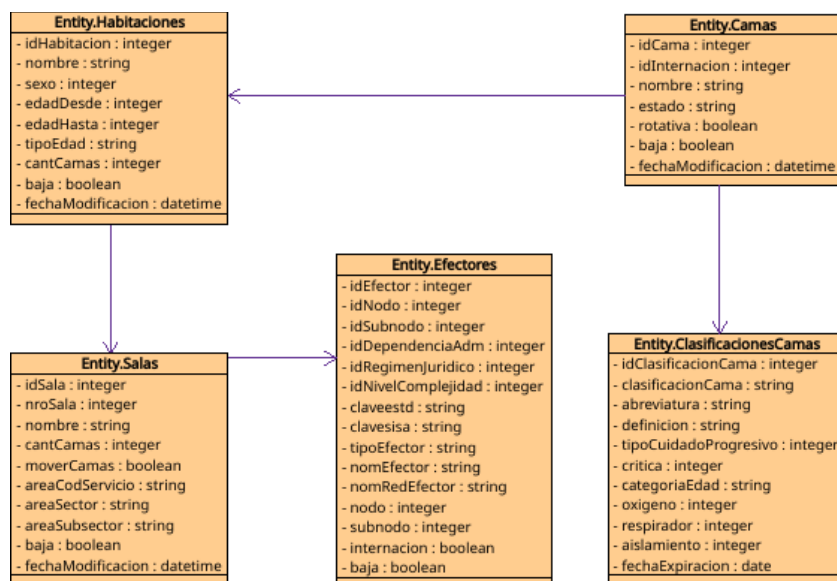 Entity.Habitaciones
- idHabitacion : integer
- nombre : string
- sexo : integer
- edadDesde : integer
- edadHasta : integer
- tipoEdad : string
- cantCamas : integer
- baja : boolean
- fechaModificacion : datetime
Entity.Camas
- idCama : integer
- idInternacion : integer
- nombre : string
- estado : string
- rotativa : boolean
- baja : boolean
- fechaModificacion : datetime
Entity.Salas
- idSala : integer
- nroSala : integer
- nombre : string
- cantCamas : integer
- moverCamas : boolean
- areaCodServicio : string
- areaSector : string
- areaSubsector : string
- baja : boolean
- fechaModificacion : datetime
Entity.Efectores
- idEfector : integer
- idNodo : integer
- idSubnodo : integer
- idDependenciaAdm : integer
- idRegimenJuridico : integer
- idNivelComplejidad : integer
- claveestd : string
- clavesisa : string
- tipoEfector : string
- nomEfector : string
- nomRedEfector : string
- nodo : integer
- subnodo : integer
- internacion : boolean
- baja : boolean
Entity.ClasificacionesCamas
- idClasificacionCama : integer
- clasificacionCama : string
- abreviatura : string
- definicion : string
- tipoCuidadoProgresivo : integer
- critica : integer
- categoriaEdad : string
- oxigeno : integer
- respirador : integer
- aislamiento : integer
- fechaExpiracion : date